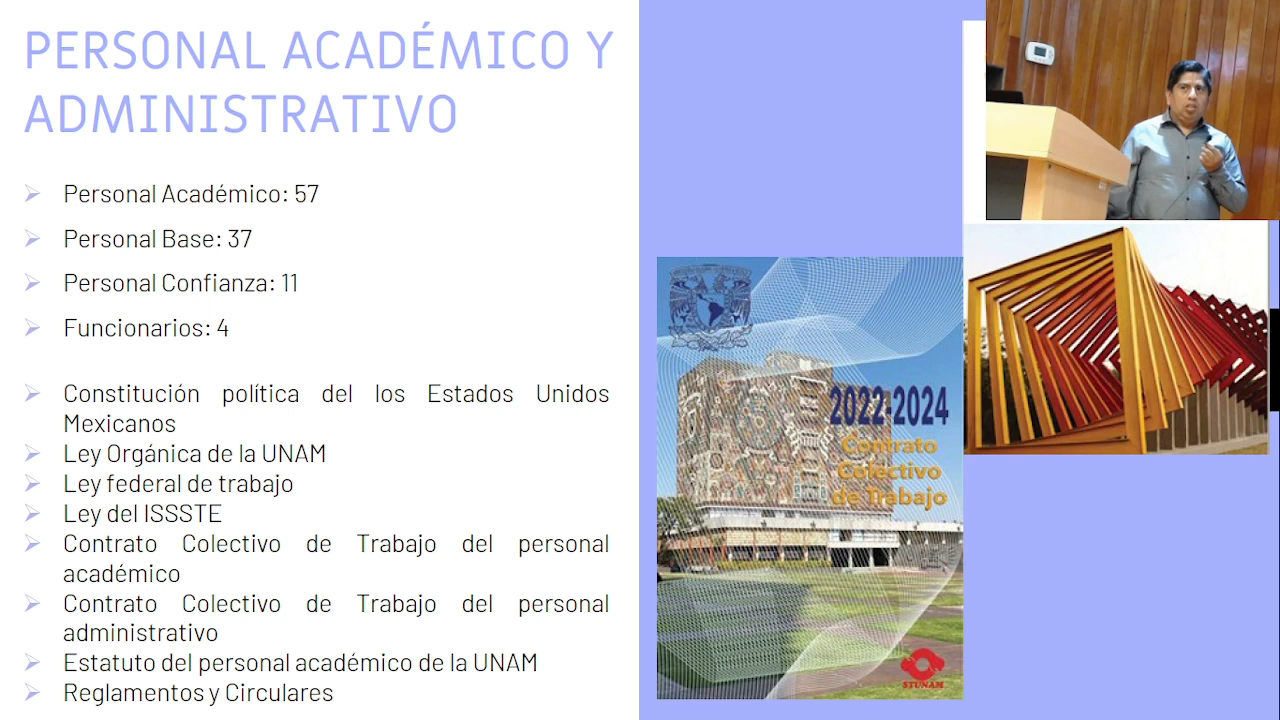 PERSONAL ACADÉMICO Y
ADMINISTRATIVO
Personal Académico: 57
Personal Base: 37
Personal Confianza: 11
Funcionarios: 4
Constitución política del los Estados Unidos
Mexicanos
Ley Orgánica de la UNAM
Ley federal de trabajo
Ley del ISSSTE
Contrato Colectivo de Trabajo del personal
académico
Contrato Colectivo de Trabajo del personal
administrativo
Estatuto del personal académico de la UNAM
Reglamentos y Circulares
2022-2024
Contrato
Colectivo
de Trabajo
STUNAM